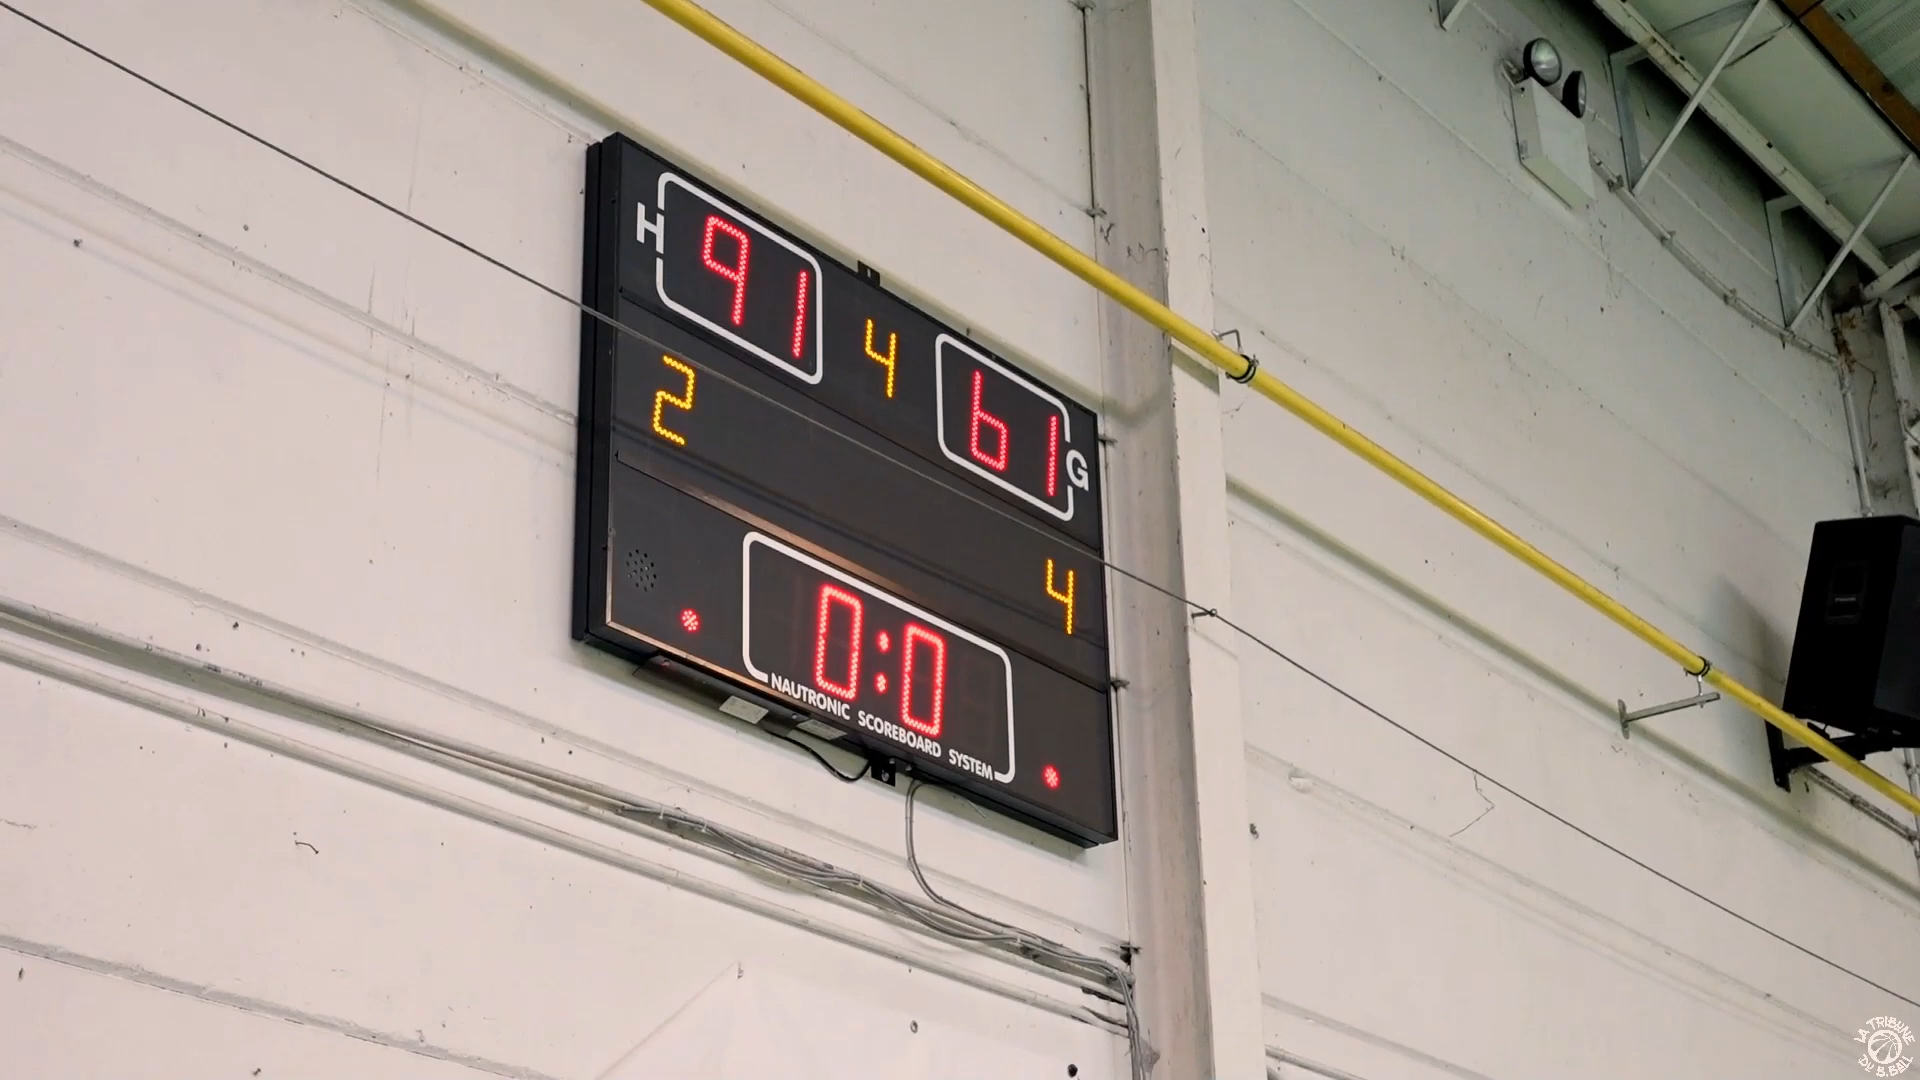 H 91 4 61 G
2
4
0:0
NAUTRONIC SCOREBOARD SYSTEM
LA TRIBUNE
DU B.BALL